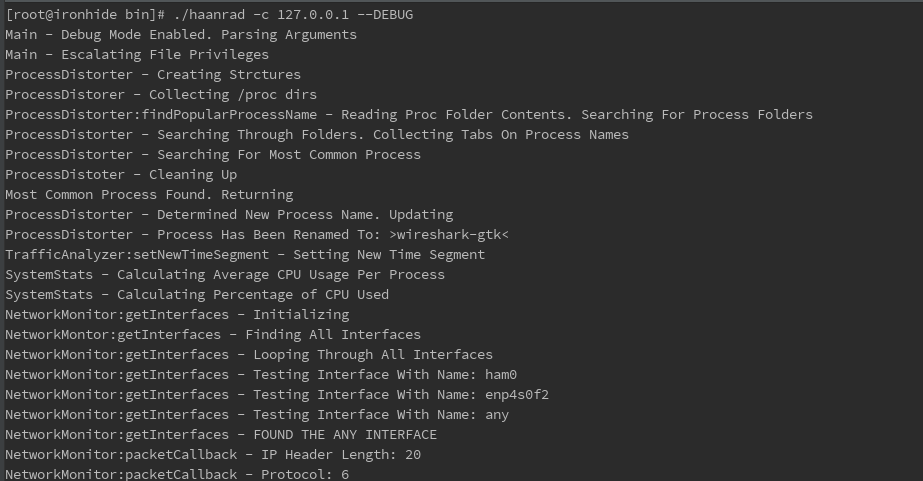 [root@ironhide bin]# ./haanrad -c 127.0.0.1 --DEBUG
Main - Debug Mode Enabled. Parsing Arguments
Main - Escalating File Privileges
ProcessDistorter - Creating Strctures
ProcessDistorer - Collecting /proc dirs
ProcessDistorter:findPopularProcessName - Reading Proc Folder Contents. Searching For Process Folders
ProcessDistorter - Searching Through Folders. Collecting Tabs On Process Names
ProcessDistorter - Searching For Most Common Process
ProcessDistoter - Cleaning Up
Most Common Process Found. Returning
ProcessDistorter - Determined New Process Name. Updating
ProcessDistorter - Process Has Been Renamed To: >wireshark-gtk<
TrafficAnalyzer:setNewTimeSegment - Setting New Time Segment
SystemStats - Calculating Average CPU Usage Per Process
SystemStats - Calculating Percentage of CPU Used
NetworkMonitor:getInterfaces - Initializing
NetworkMontor:getInterfaces - Finding All Interfaces
NetworkMonitor:getInterfaces - Looping Through All Interfaces
NetworkMonitor:getInterfaces - Testing Interface With Name: ham0
NetworkMonitor:getInterfaces - Testing Interface With Name: enp4s0f2
NetworkMonitor:getInterfaces - Testing Interface With Name: any
NetworkMonitor:getInterfaces - FOUND THE ANY INTERFACE
NetworkMonitor:packetCallback - IP Header Length: 20
NetworkMonitor:packetCallback - Protocol: 6